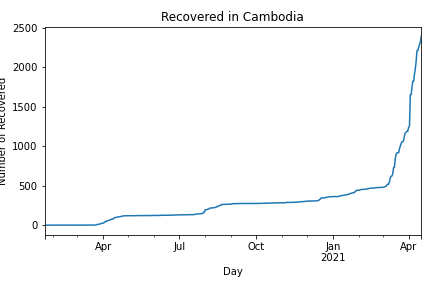 Recovered in Cambodia
2500
2000
1500
1000
500
0
Number of Recovered
Apr
Jul
Oct
Jan
2021
Apr
Day